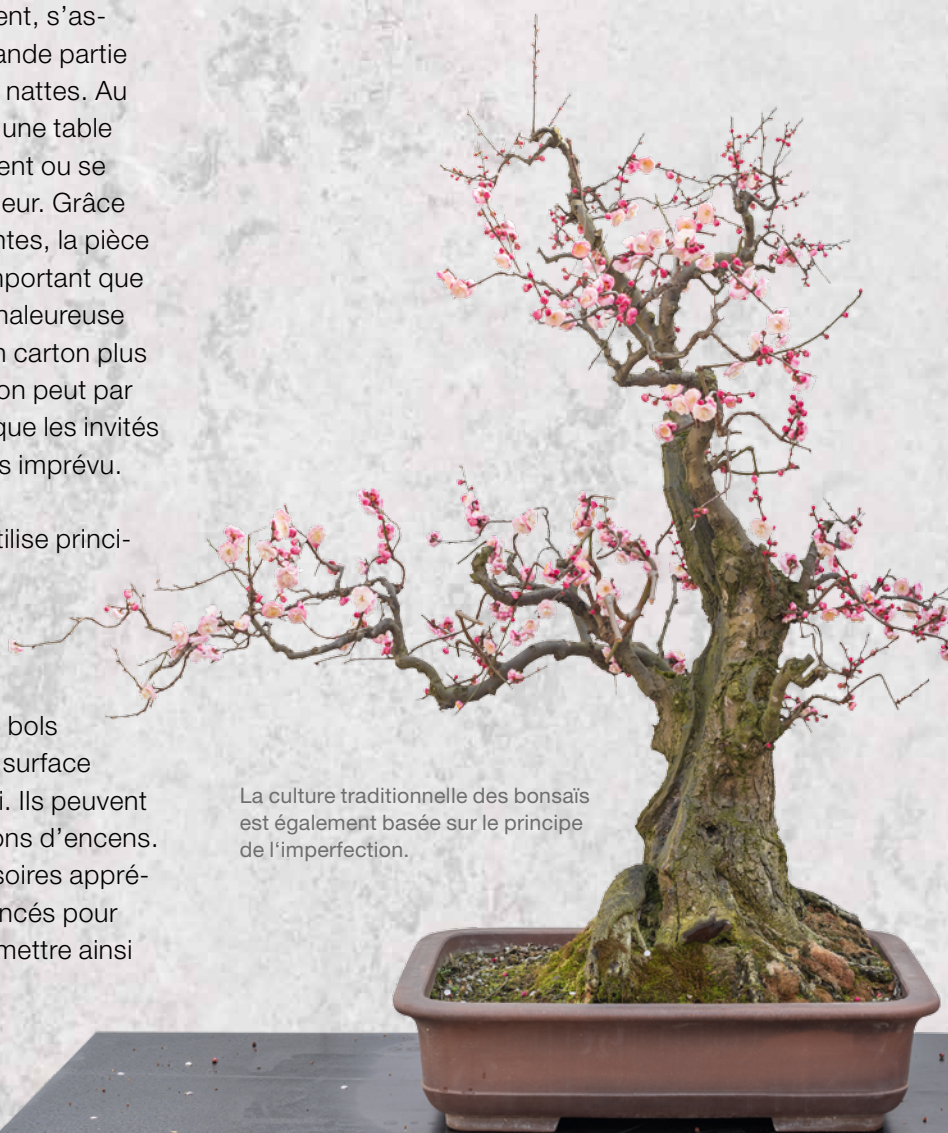 ent, s'as-
ande partie
nattes. Au
une table
ent ou se
eur. Grâce
ntes, la pièce
mportant que
haleureuse
n carton plus
on peut par
que les invités
s imprévu.
tilise princi-
bols
surface
i. Ils peuvent
ons d'encens.
soires appré-
ncés pour
mettre ainsi
La culture traditionnelle des bonsaïs
est également basée sur le principe
de l'imperfection.